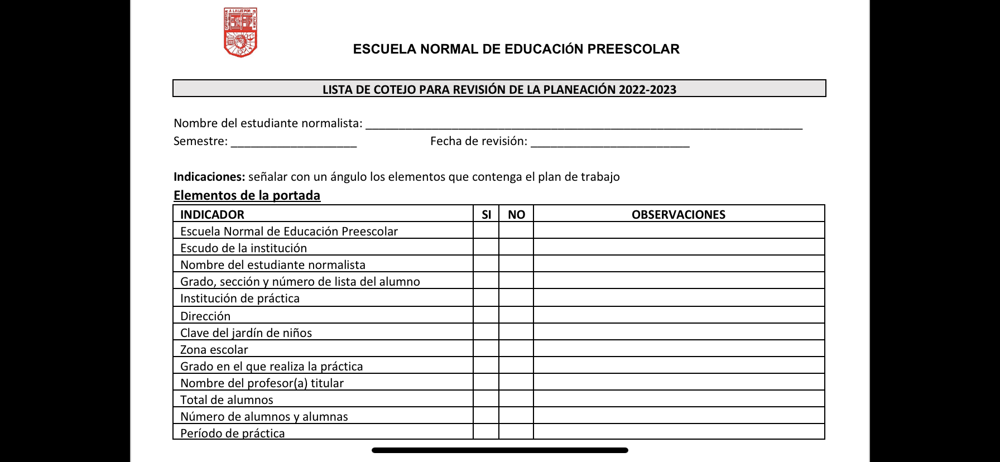 ESCUELA NORMAL DE EDUCACIÓN PREESCOLAR
LISTA DE COTEJO PARA REVISIÓN DE LA PLANEACIÓN 2022-2023
Nombre del estudiante normalista: ____________________________________________________________________
Semestre: ___________________ Fecha de revisión: ________________________
Indicaciones: señalar con un ángulo los elementos que contenga el plan de trabajo
Elementos de la portada
INDICADOR SI NO OBSERVACIONES
Escuela Normal de Educación Preescolar
Escudo de la institución
Nombre del estudiante normalista
Grado, sección y número de lista del alumno
Institución de práctica
Dirección
Clave del jardín de niños
Zona escolar
Grado en el que realiza la práctica
Nombre del profesor(a) titular
Total de alumnos
Número de alumnos y alumnas
Período de práctica